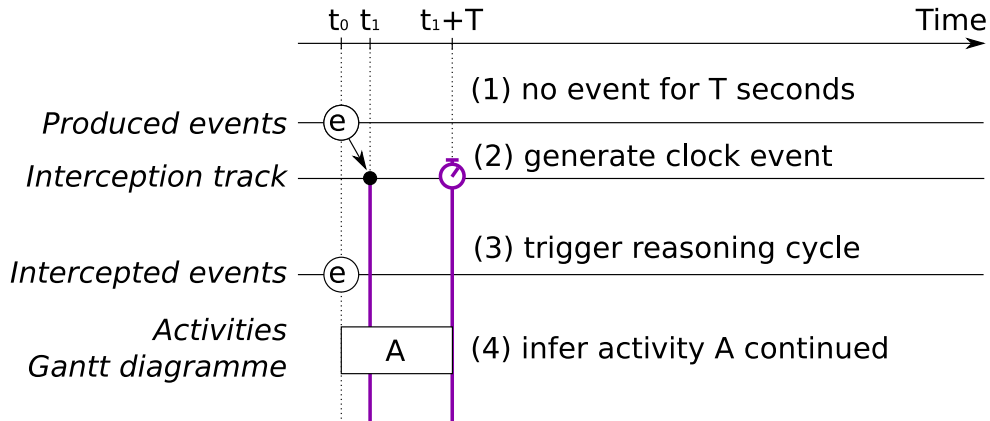 t₀ t₁ t₁+T Time
(1) no event for T seconds
Produced events e
(2) generate clock event
Interception track
(3) trigger reasoning cycle
Intercepted events e
Activities
Gantt diagramme
A (4) infer activity A continued